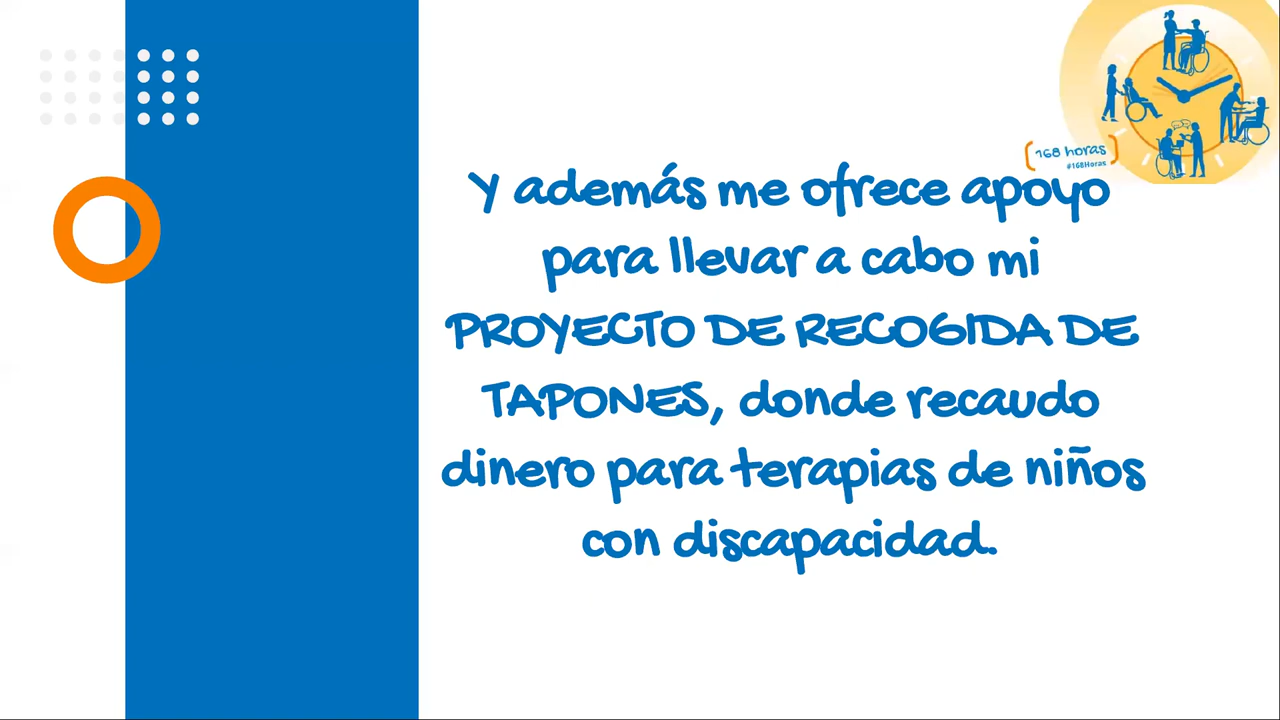 168 horas
#168Horas
Y además me ofrece apoyo
para llevar a cabo mi
PROYECTO DE RECOGIDA DE
TAPONES, donde recaudo
dinero para terapias de niños
con discapacidad.